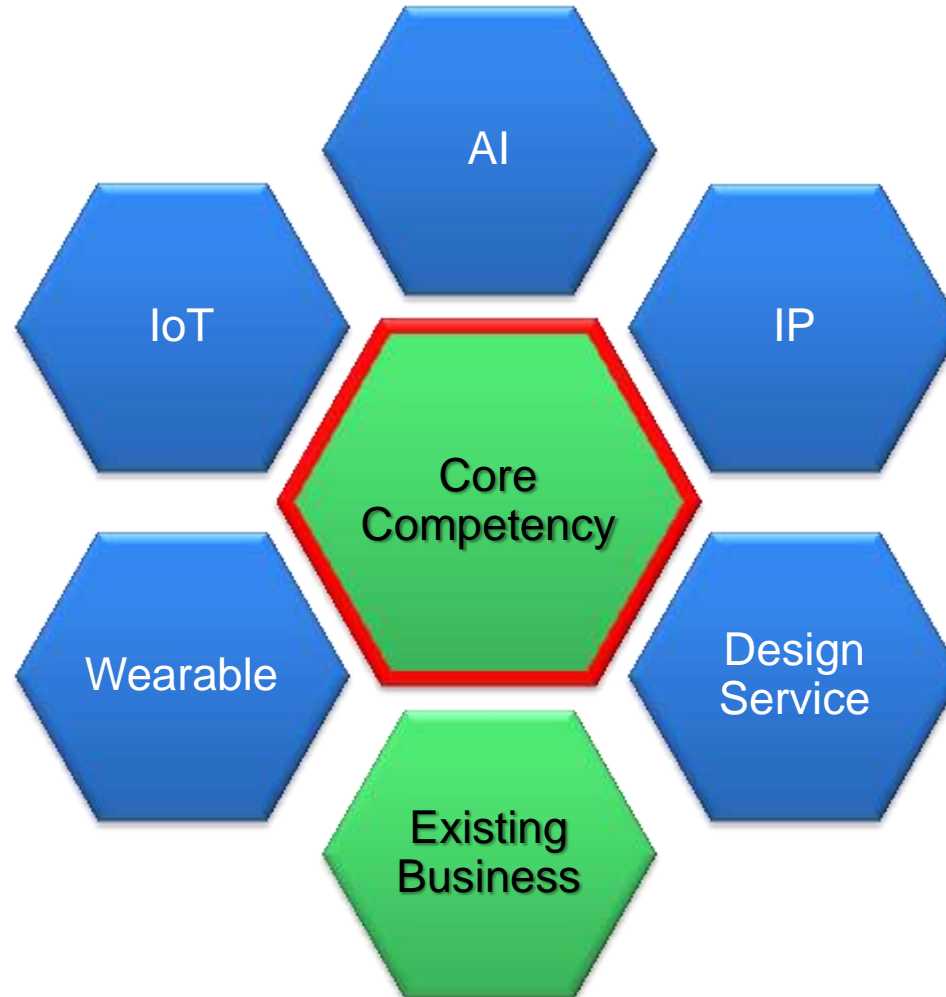 AI
IoT
IP
Core
Competency
Wearable
Design
Service
Existing
Business